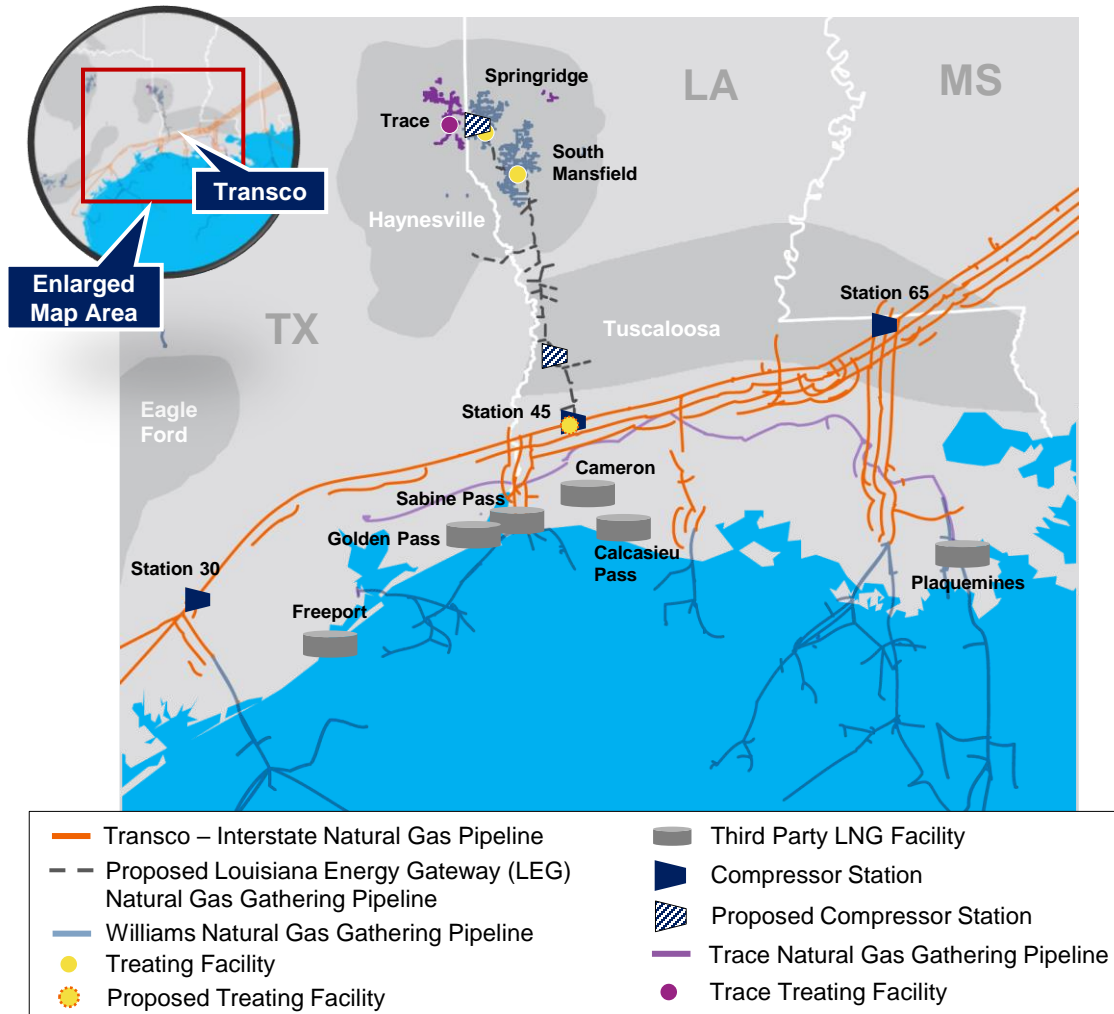 Springridge
LA
MS
Trace
South
Mansfield
Transco
Haynesville
Enlarged
Map Area
TX
Station 65
Tuscaloosa
Eagle
Ford
Station 45
Cameron
Sabine Pass
Golden Pass
Calcasieu
Pass
Station 30
Plaquemines
Freeport
Transco – Interstate Natural Gas Pipeline
Proposed Louisiana Energy Gateway (LEG)
Natural Gas Gathering Pipeline
Williams Natural Gas Gathering Pipeline
Treating Facility
Proposed Treating Facility
Third Party LNG Facility
Compressor Station
Proposed Compressor Station
Trace Natural Gas Gathering Pipeline
Trace Treating Facility